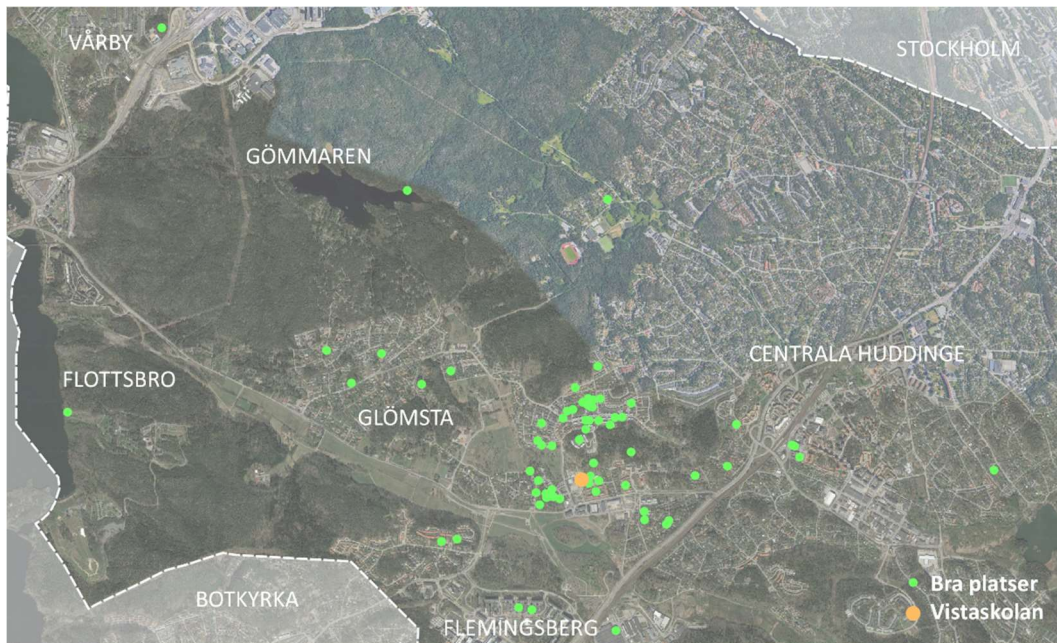 VÅRBY
STOCKHOLM
GÖMMAREN
CENTRALA HUDDINGE
FLOTTSBRO
GLÖMSTA
Bra platser
BOTKYRKA
Vistaskolan
FLEMINGSBERG